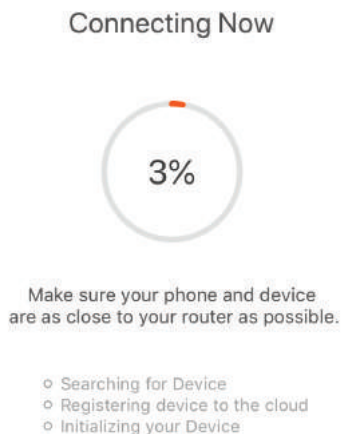 Connecting Now
3%
Make sure your phone and device
are as close to your router as possible.
Searching for Device
Registering device to the cloud
Initializing your Device